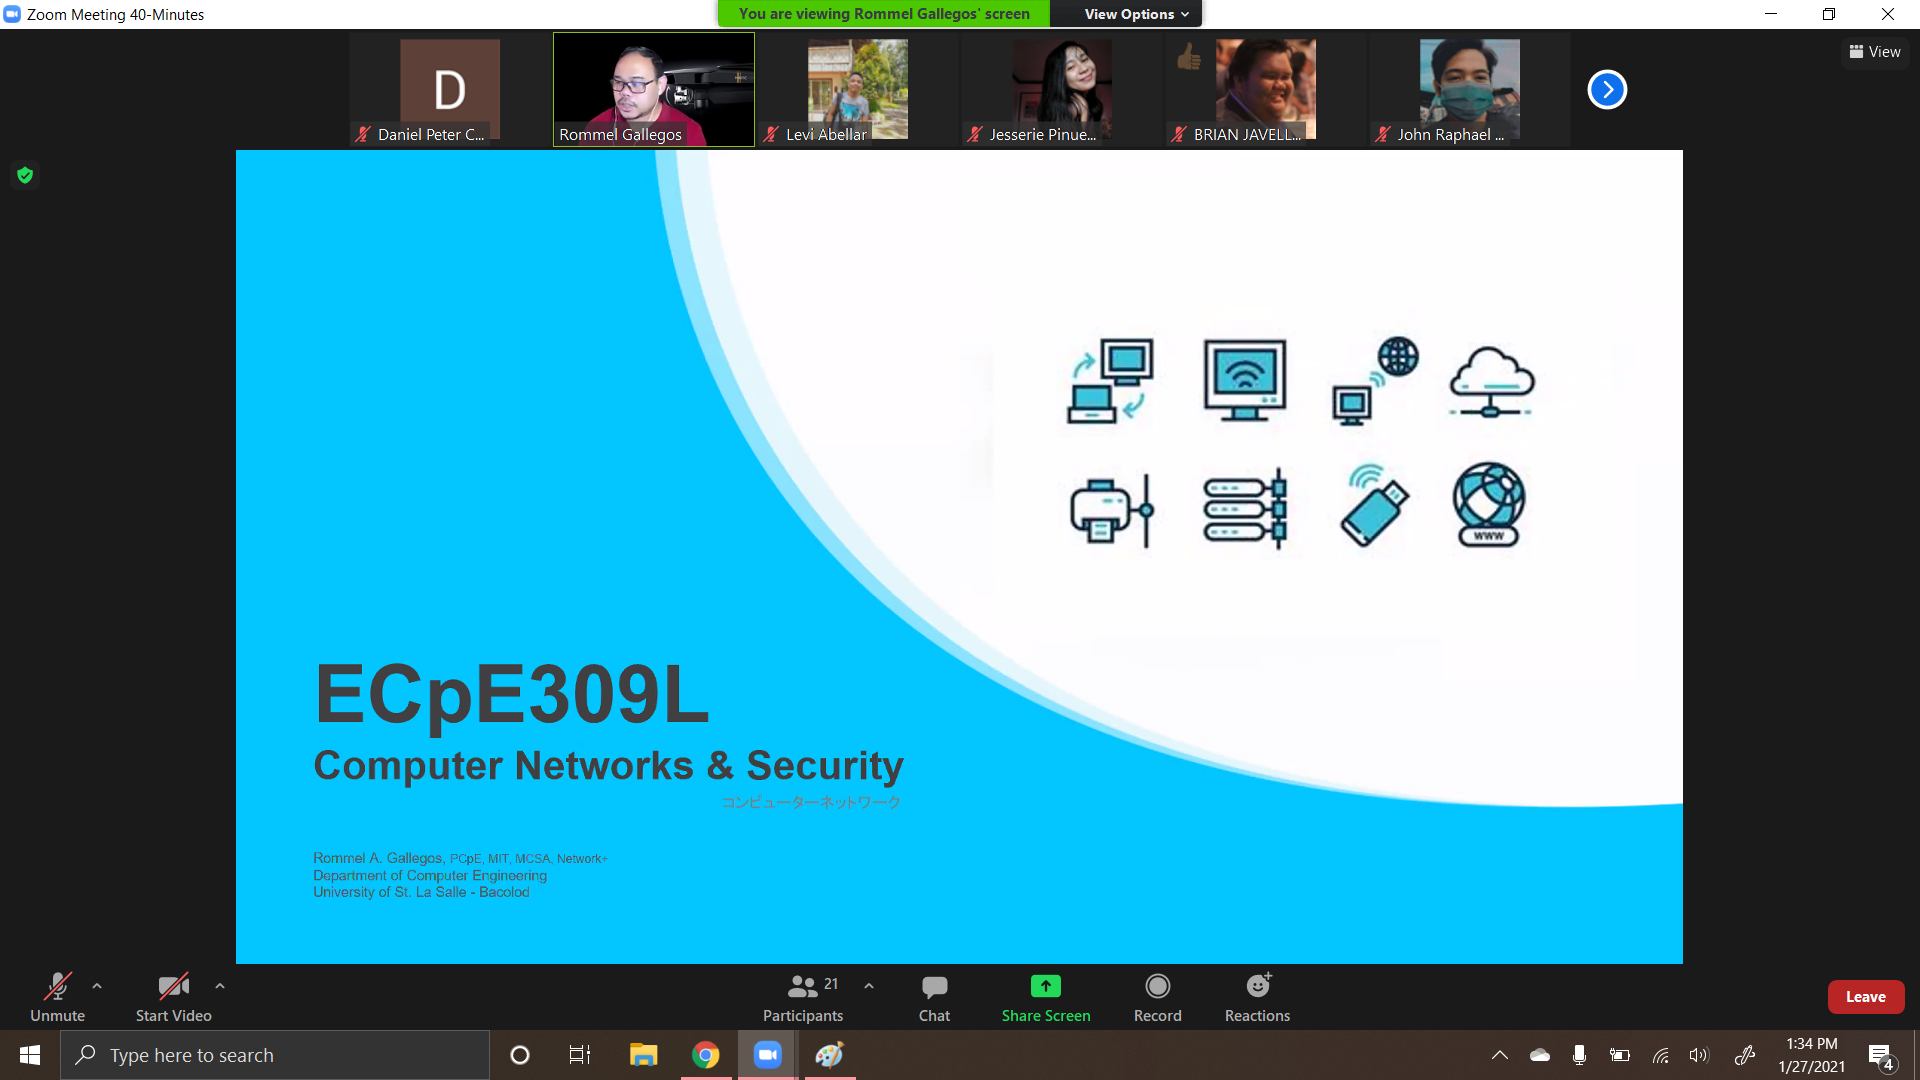 Zoom Meeting 40-Minutes
You are viewing Rommel Gallegos' screen
View Options
View
D
Daniel Peter C...
Rommel Gallegos
Levi Abellar
Jesserie Pinue...
BRIAN JAVELL...
John Raphael ...
www
ECpE309L
Computer Networks & Security
コンピューターネットワーク
Rommel A. Gallegos, PCpE, MIT, MCSA, Network+
Department of Computer Engineering
University of St. La Salle - Bacolod
Unmute
Start Video
21
Participants
Chat
Share Screen
Record
Reactions
Leave
Type here to search
1:34 PM
1/27/2021
4